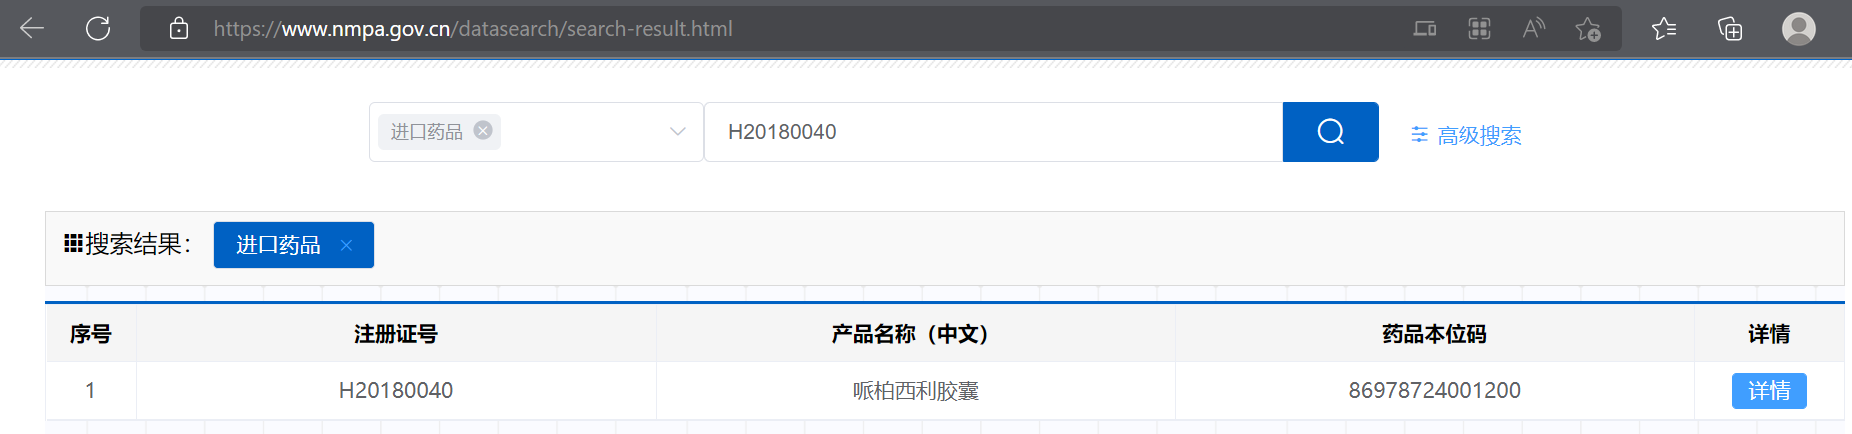 https://www.nmpa.gov.cn/datasearch/search-result.html
进口药品 H20180040 高级搜索
搜索结果： 进口药品
序号 注册证号 产品名称（中文） 药品本位码 详情
1 H20180040 哌柏西利胶囊 86978724001200 详情